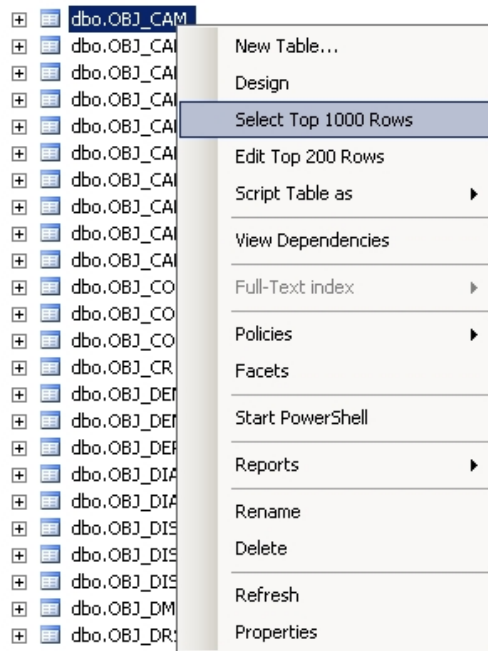 dbo.OBJ_CAM
dbo.OBJ_CA
dbo.OBJ_CA
dbo.OBJ_CA
dbo.OBJ_CA
dbo.OBJ_CA
dbo.OBJ_CA
dbo.OBJ_CA
dbo.OBJ_CA
dbo.OBJ_CA
dbo.OBJ_CO
dbo.OBJ_CO
dbo.OBJ_CO
dbo.OBJ_CR
dbo.OBJ_DE
dbo.OBJ_DE
dbo.OBJ_DE
dbo.OBJ_DIA
dbo.OBJ_DIA
dbo.OBJ_DIS
dbo.OBJ_DIS
dbo.OBJ_DIS
dbo.OBJ_DM
dbo.OBJ_DR
New Table...
Design
Select Top 1000 Rows
Edit Top 200 Rows
Script Table as
View Dependencies
Full-Text index
Policies
Facets
Start PowerShell
Reports
Rename
Delete
Refresh
Properties